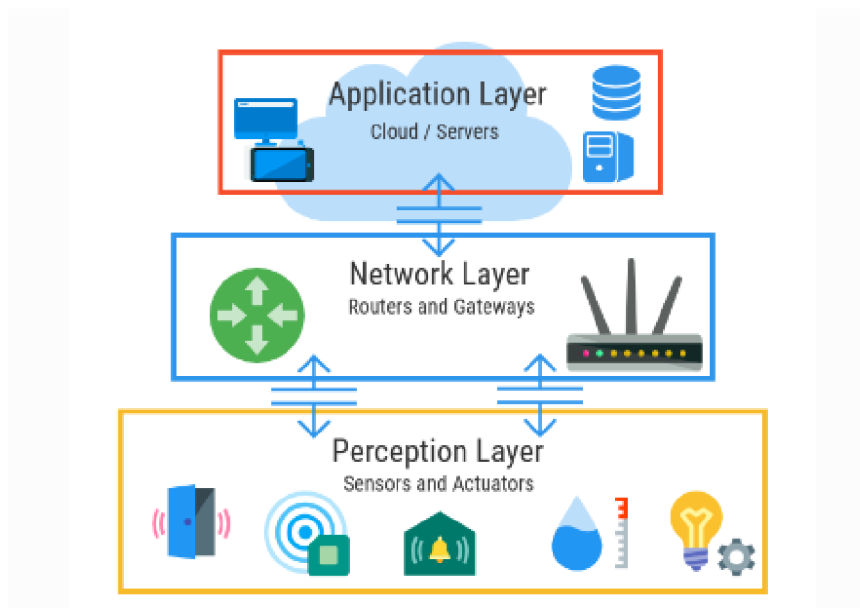 Application Layer
Cloud / Servers
Network Layer
Routers and Gateways
Perception Layer
Sensors and Actuators